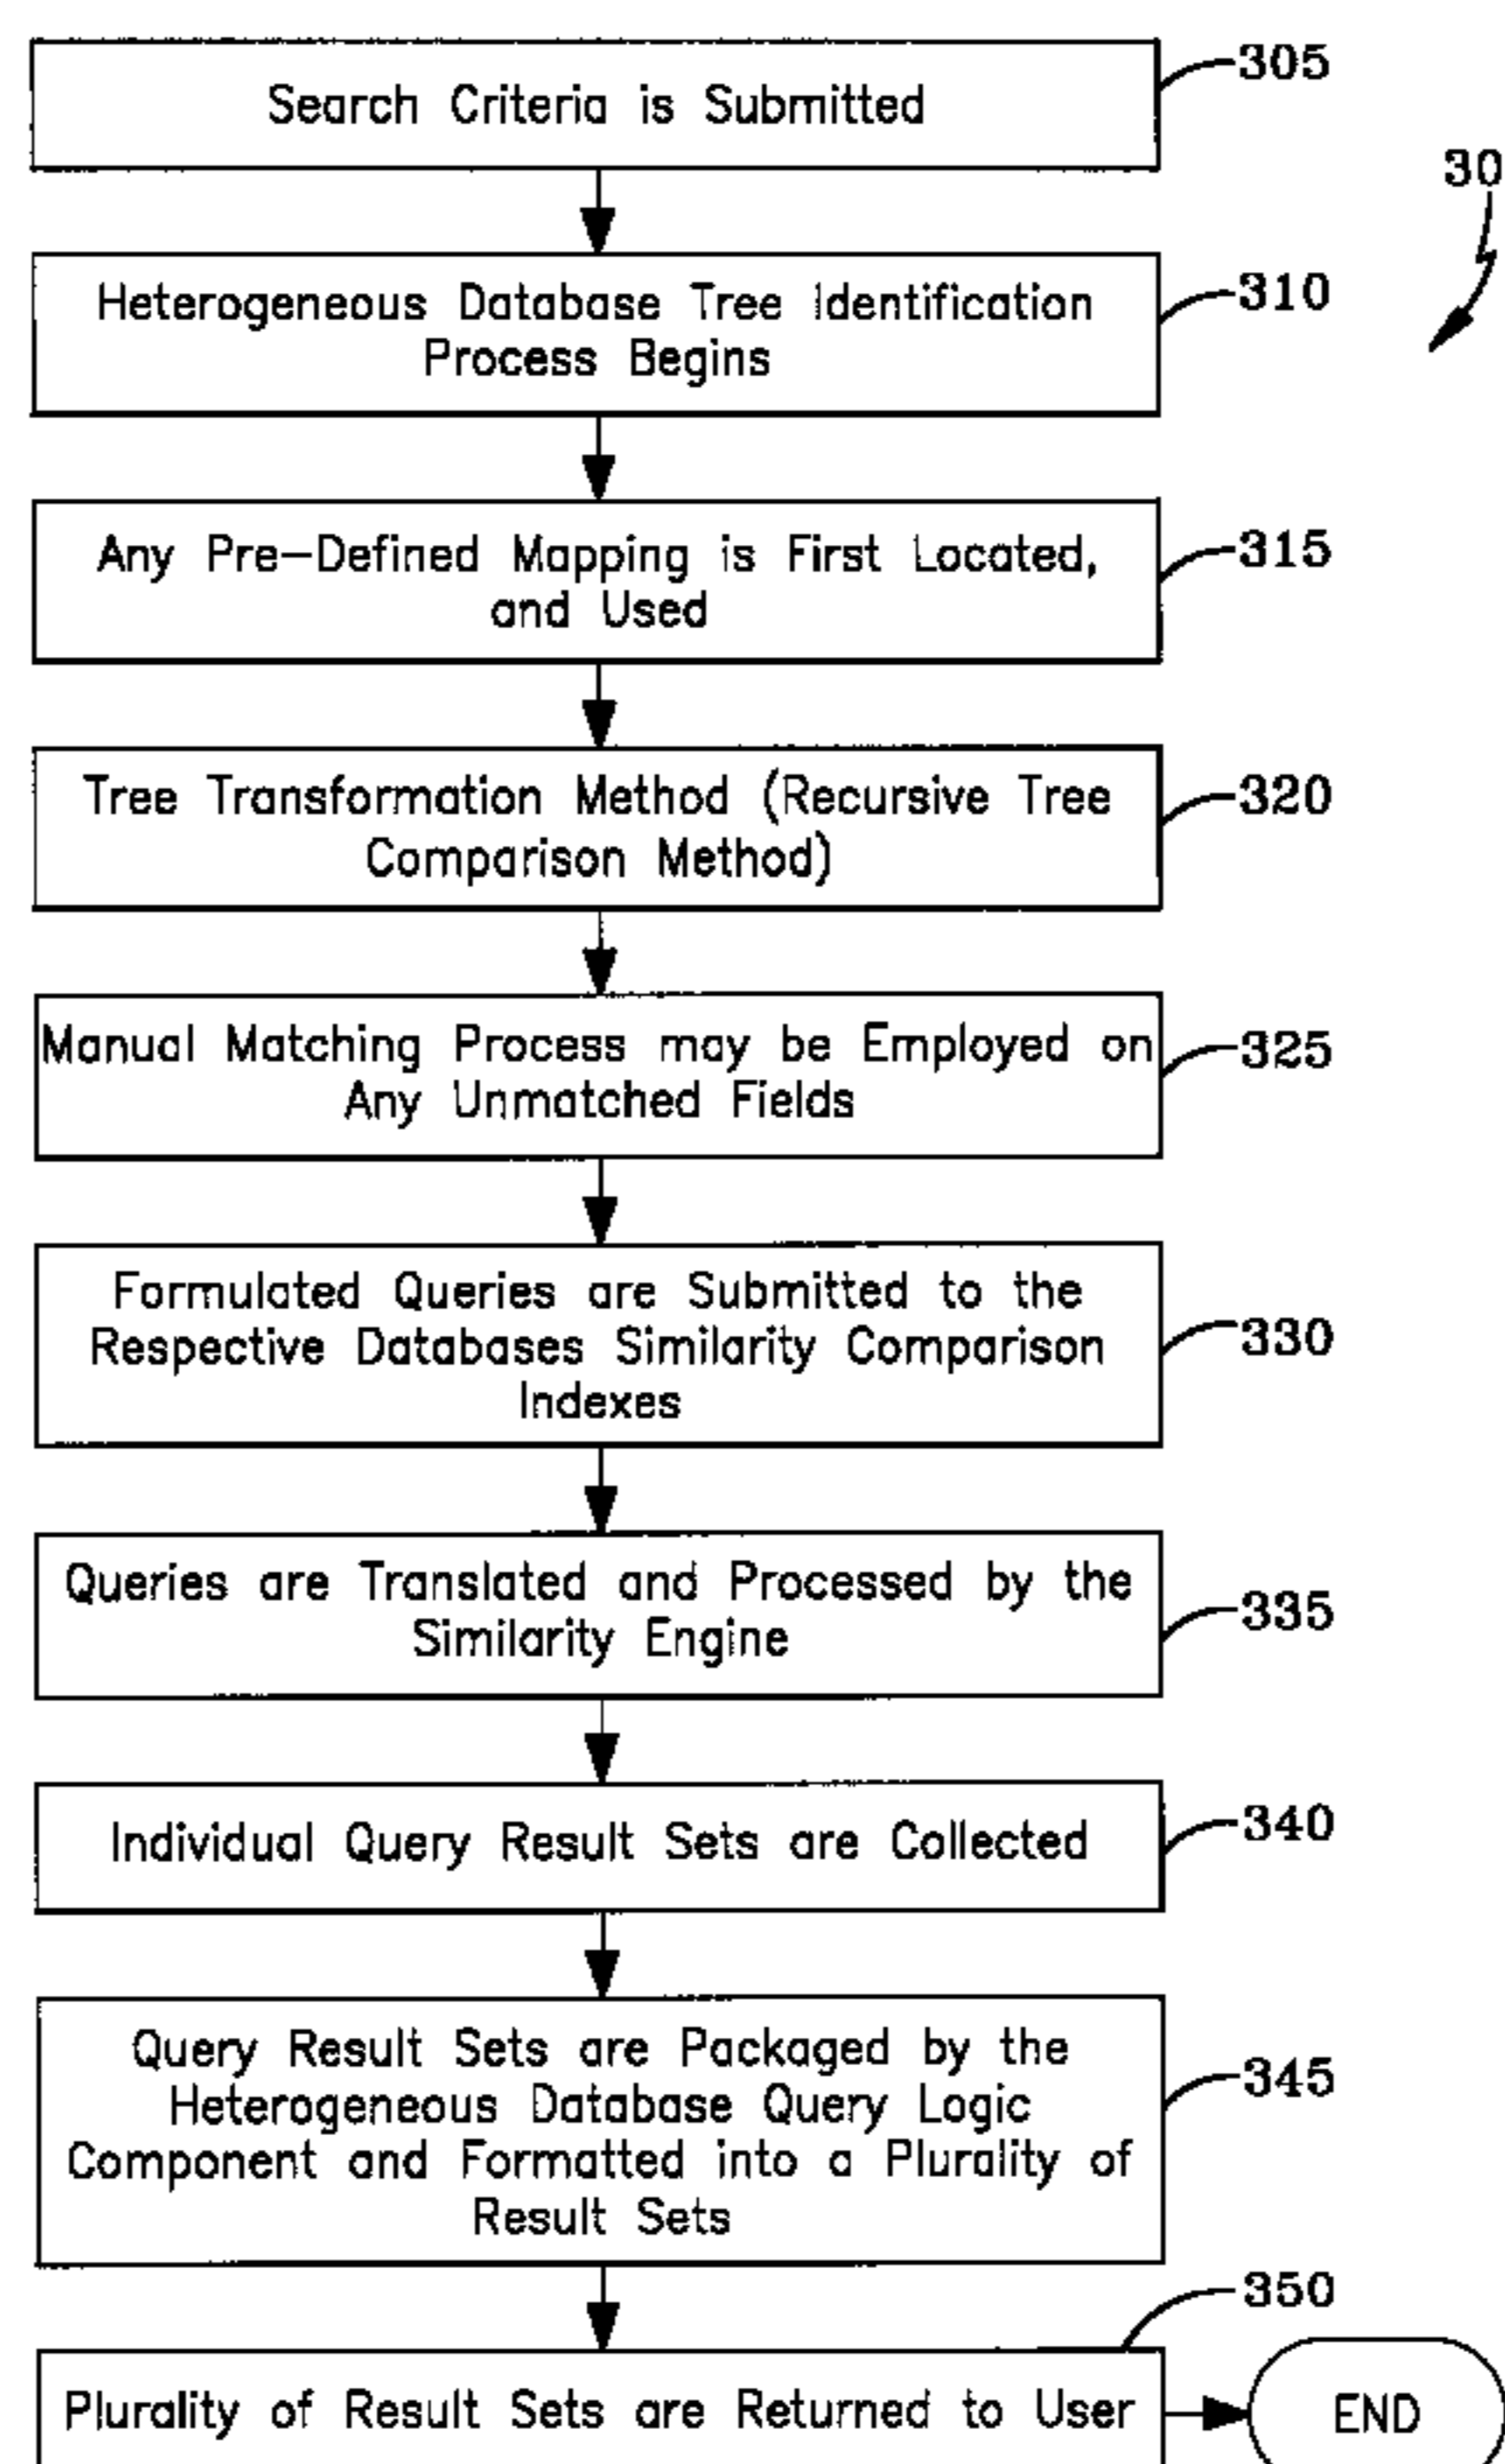 Search Criteria is Submitted
305
30
Heterogeneous Database Tree Identification
Process Begins
310
Any Pre-Defined Mapping is First Located,
and Used
315
Tree Transformation Method (Recursive Tree
Comparison Method)
320
Manual Matching Process may be Employed on
Any Unmatched Fields
325
Formulated Queries are Submitted to the
Respective Databases Similarity Comparison
Indexes
330
Queries are Translated and Processed by the
Similarity Engine
335
Individual Query Result Sets are Collected
340
Query Result Sets are Packaged by the
Heterogeneous Database Query Logic
Component and Formatted into a Plurality of
Result Sets
345
350
Plurality of Result Sets are Returned to User
END